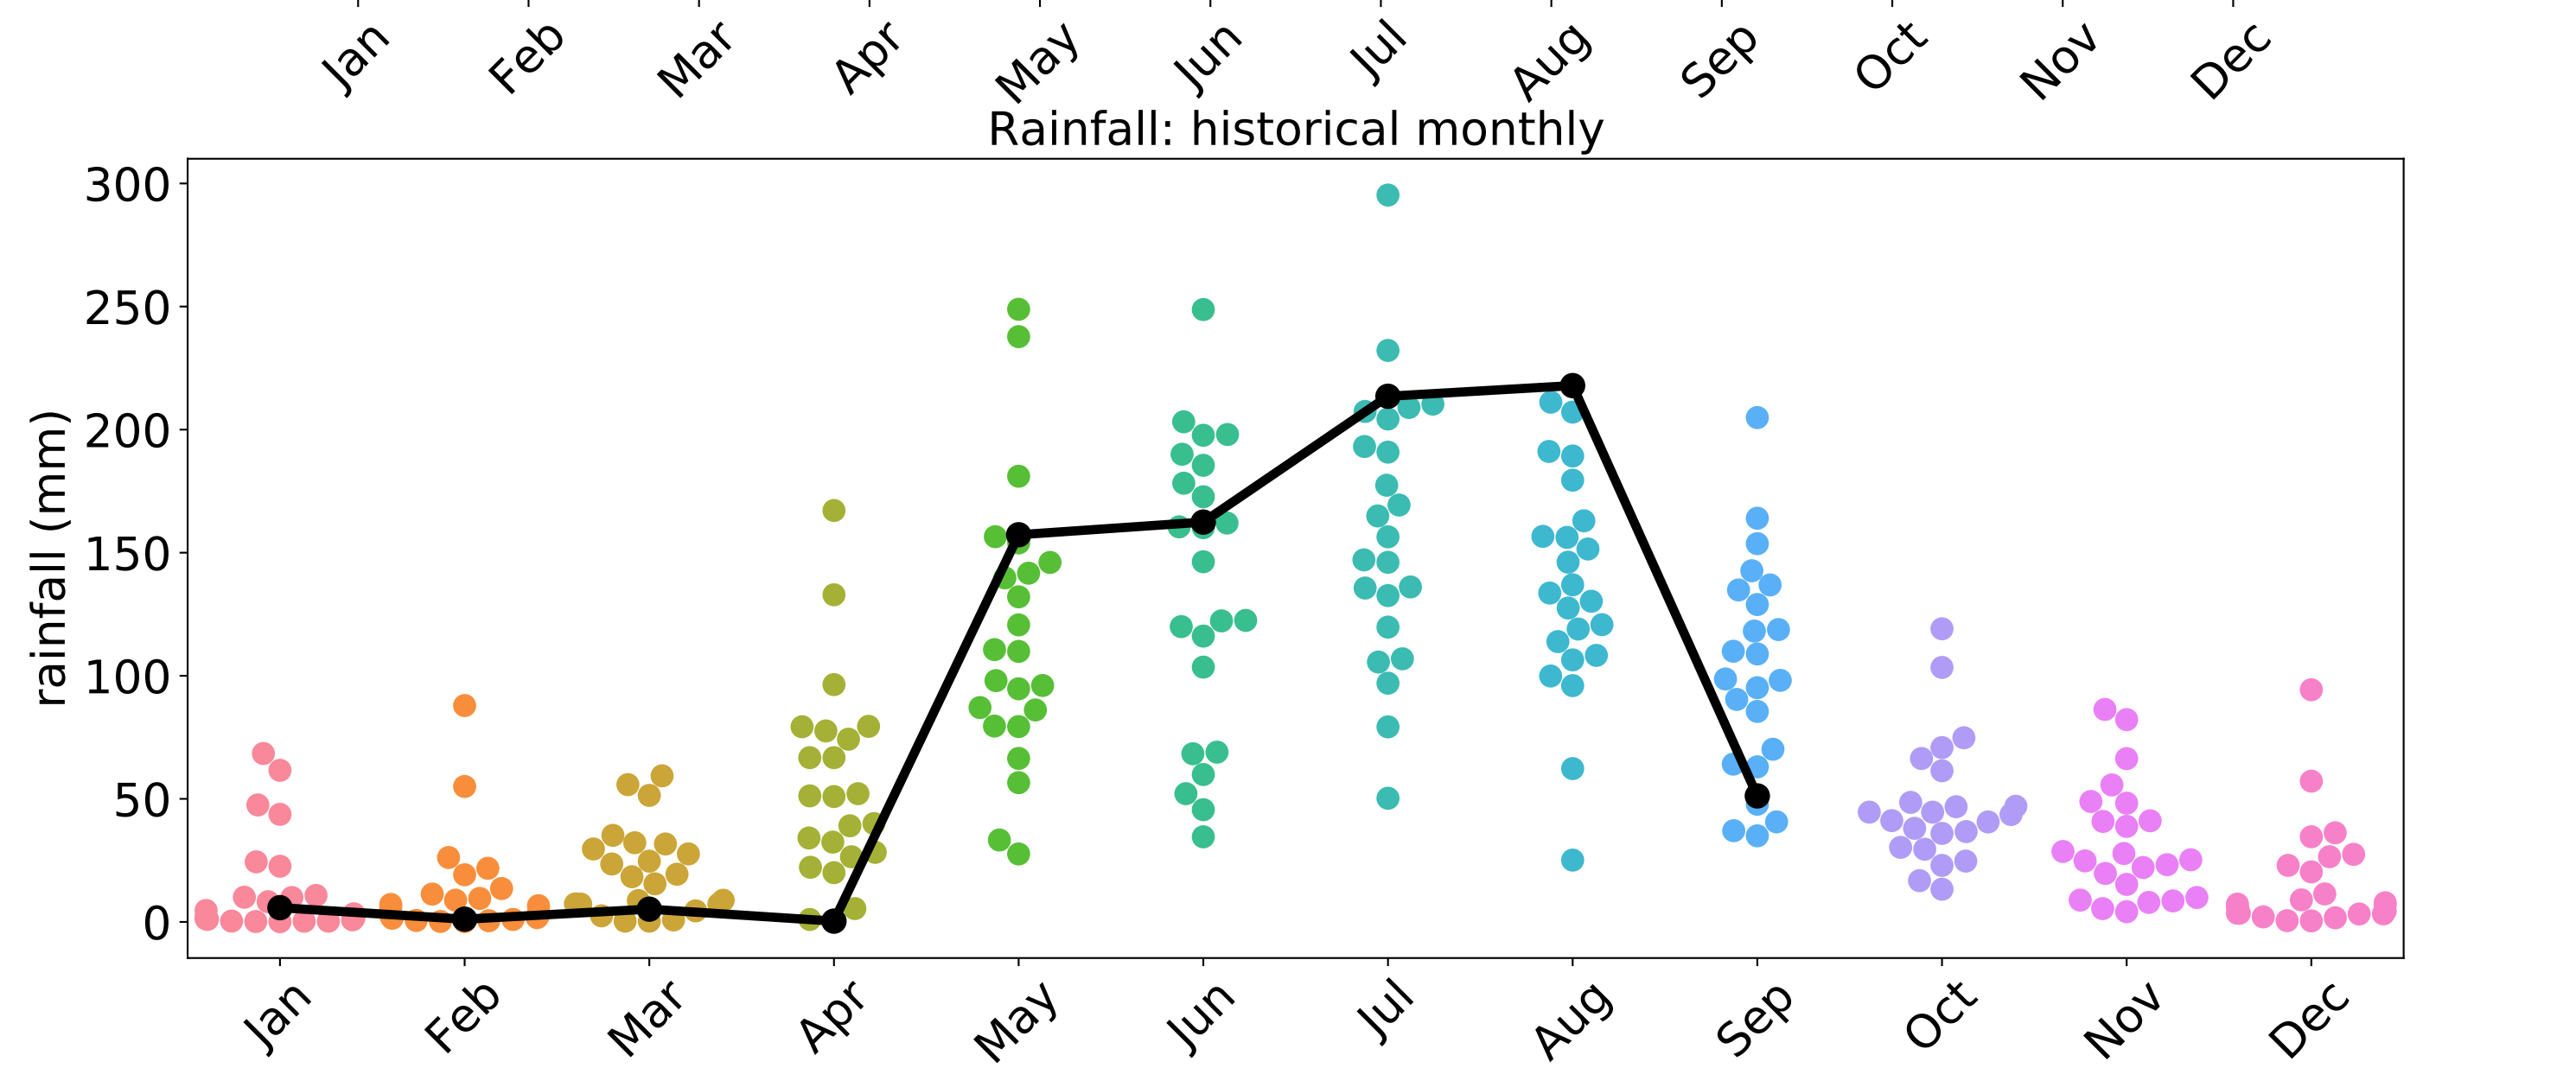 Jan Feb Mar Apr May Jun Jul Aug Sep Oct Nov Dec
Rainfall: historical monthly
300
250
200
150
100
50
0
rainfall (mm)
Jan Feb Mar Apr May Jun Jul Aug Sep Oct Nov Dec